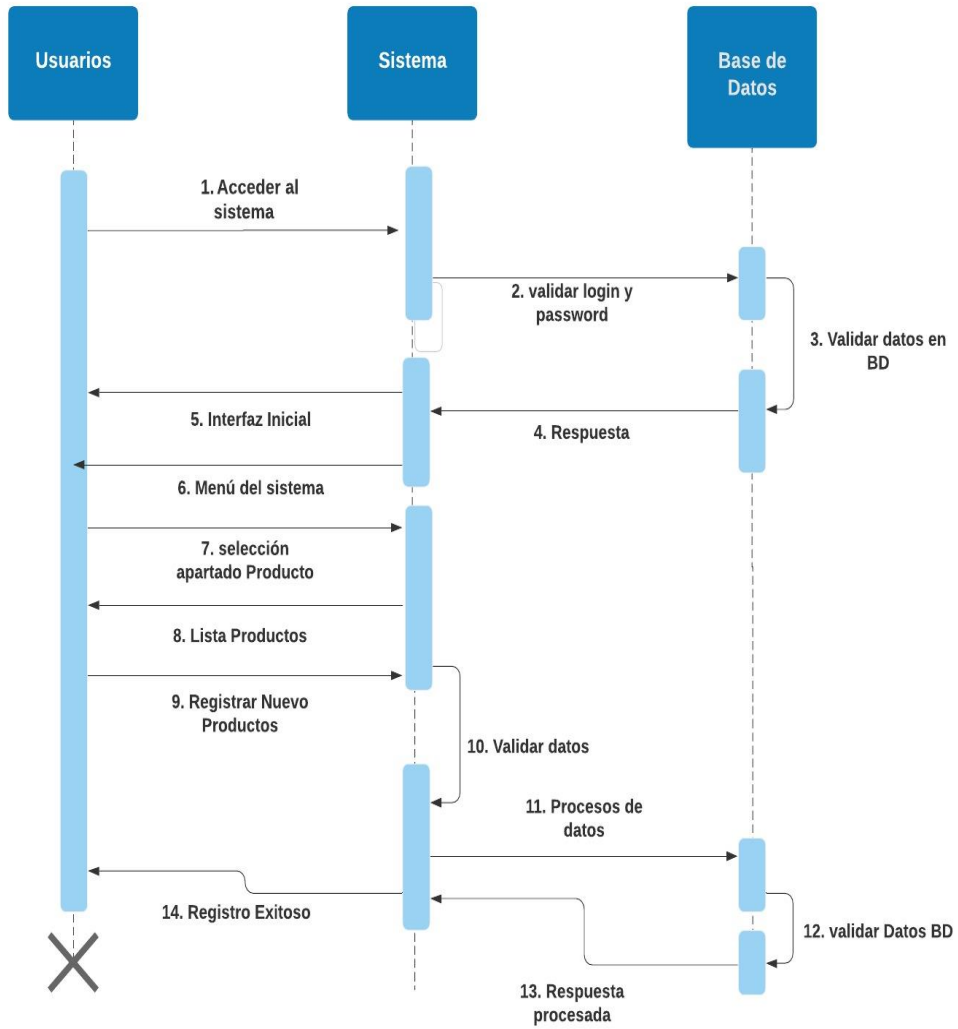 Usuarios
Sistema
Base de
Datos
1. Acceder al
sistema
2. validar login y
password
3. Validar datos en
BD
4. Respuesta
5. Interfaz Inicial
6. Menú del sistema
7. selección
apartado Producto
8. Lista Productos
9. Registrar Nuevo
Productos
10. Validar datos
11. Procesos de
datos
12. validar Datos BD
13. Respuesta
procesada
14. Registro Exitoso